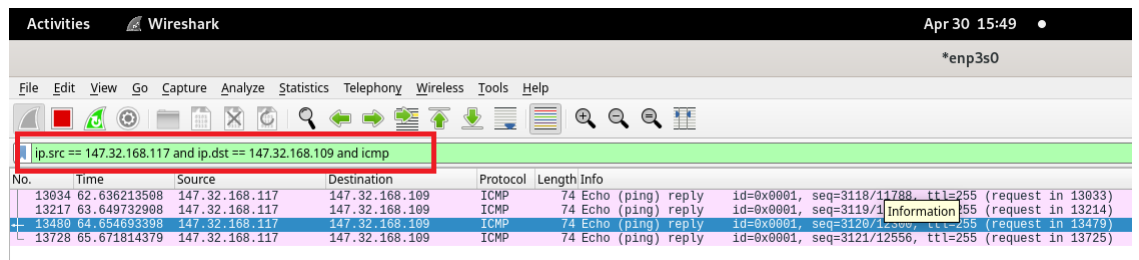 Activities Wireshark Apr 30 15:49
*enp3s0
File Edit View Go Capture Analyze Statistics Telephony Wireless Tools Help
ip.src == 147.32.168.117 and ip.dst == 147.32.168.109 and icmp
No. Time Source Destination Protocol Length Info
13034 62.636213508 147.32.168.117 147.32.168.109 ICMP 74 Echo (ping) reply id=0x0001, seq=3118/11788, ttl=255 (request in 13033)
13217 63.649732908 147.32.168.117 147.32.168.109 ICMP 74 Echo (ping) reply id=0x0001, seq=3119/1 Information 55 (request in 13214)
13480 64.654693398 147.32.168.117 147.32.168.109 ICMP 74 Echo (ping) reply id=0x0001, seq=3120/12300, ttl=255 (request in 13479)
13728 65.671814379 147.32.168.117 147.32.168.109 ICMP 74 Echo (ping) reply id=0x0001, seq=3121/12556, ttl=255 (request in 13725)